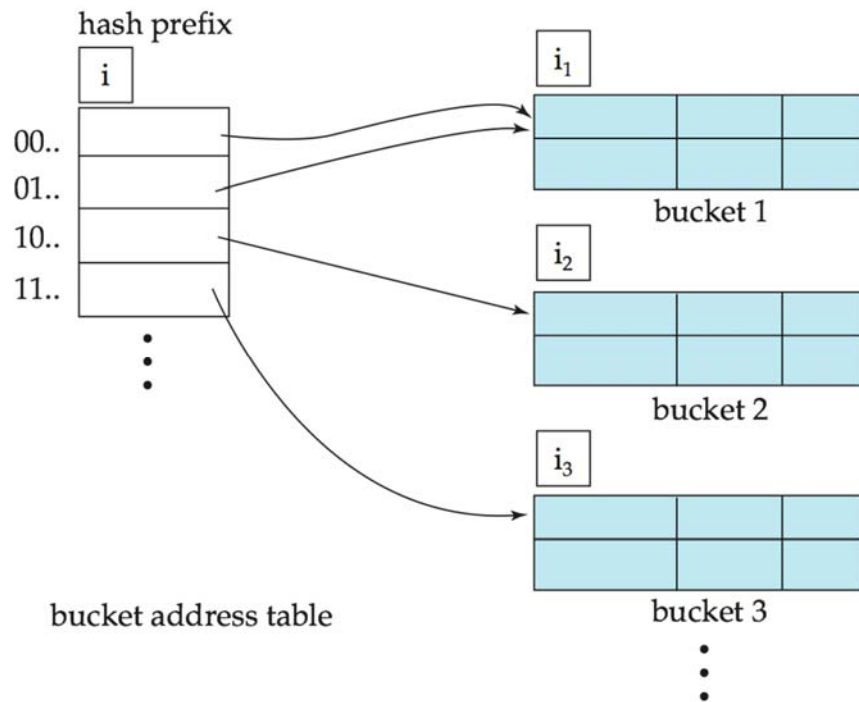 hash prefix
i
00..
01..
10..
11..
bucket address table
i₁
bucket 1
i₂
bucket 2
i₃
bucket 3